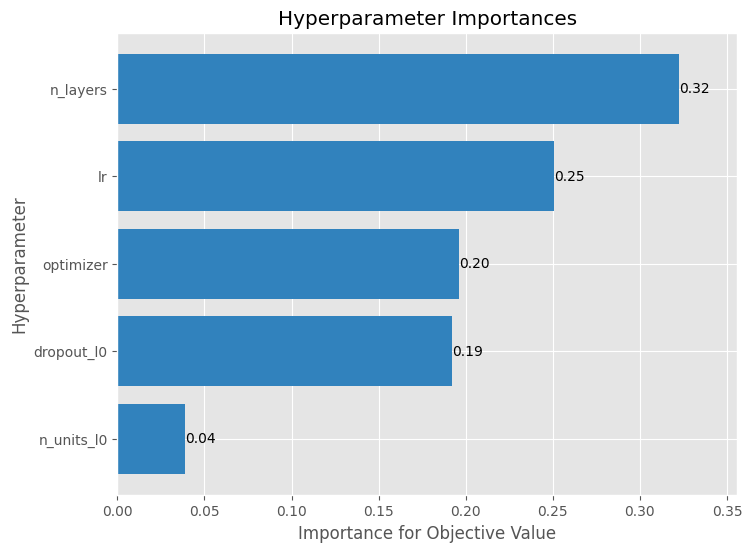 Hyperparameter Importances
Hyperparameter
n_layers
0.32
lr
0.25
optimizer
0.20
dropout_l0
0.19
n_units_l0
0.04
0.00 0.05 0.10 0.15 0.20 0.25 0.30 0.35
Importance for Objective Value